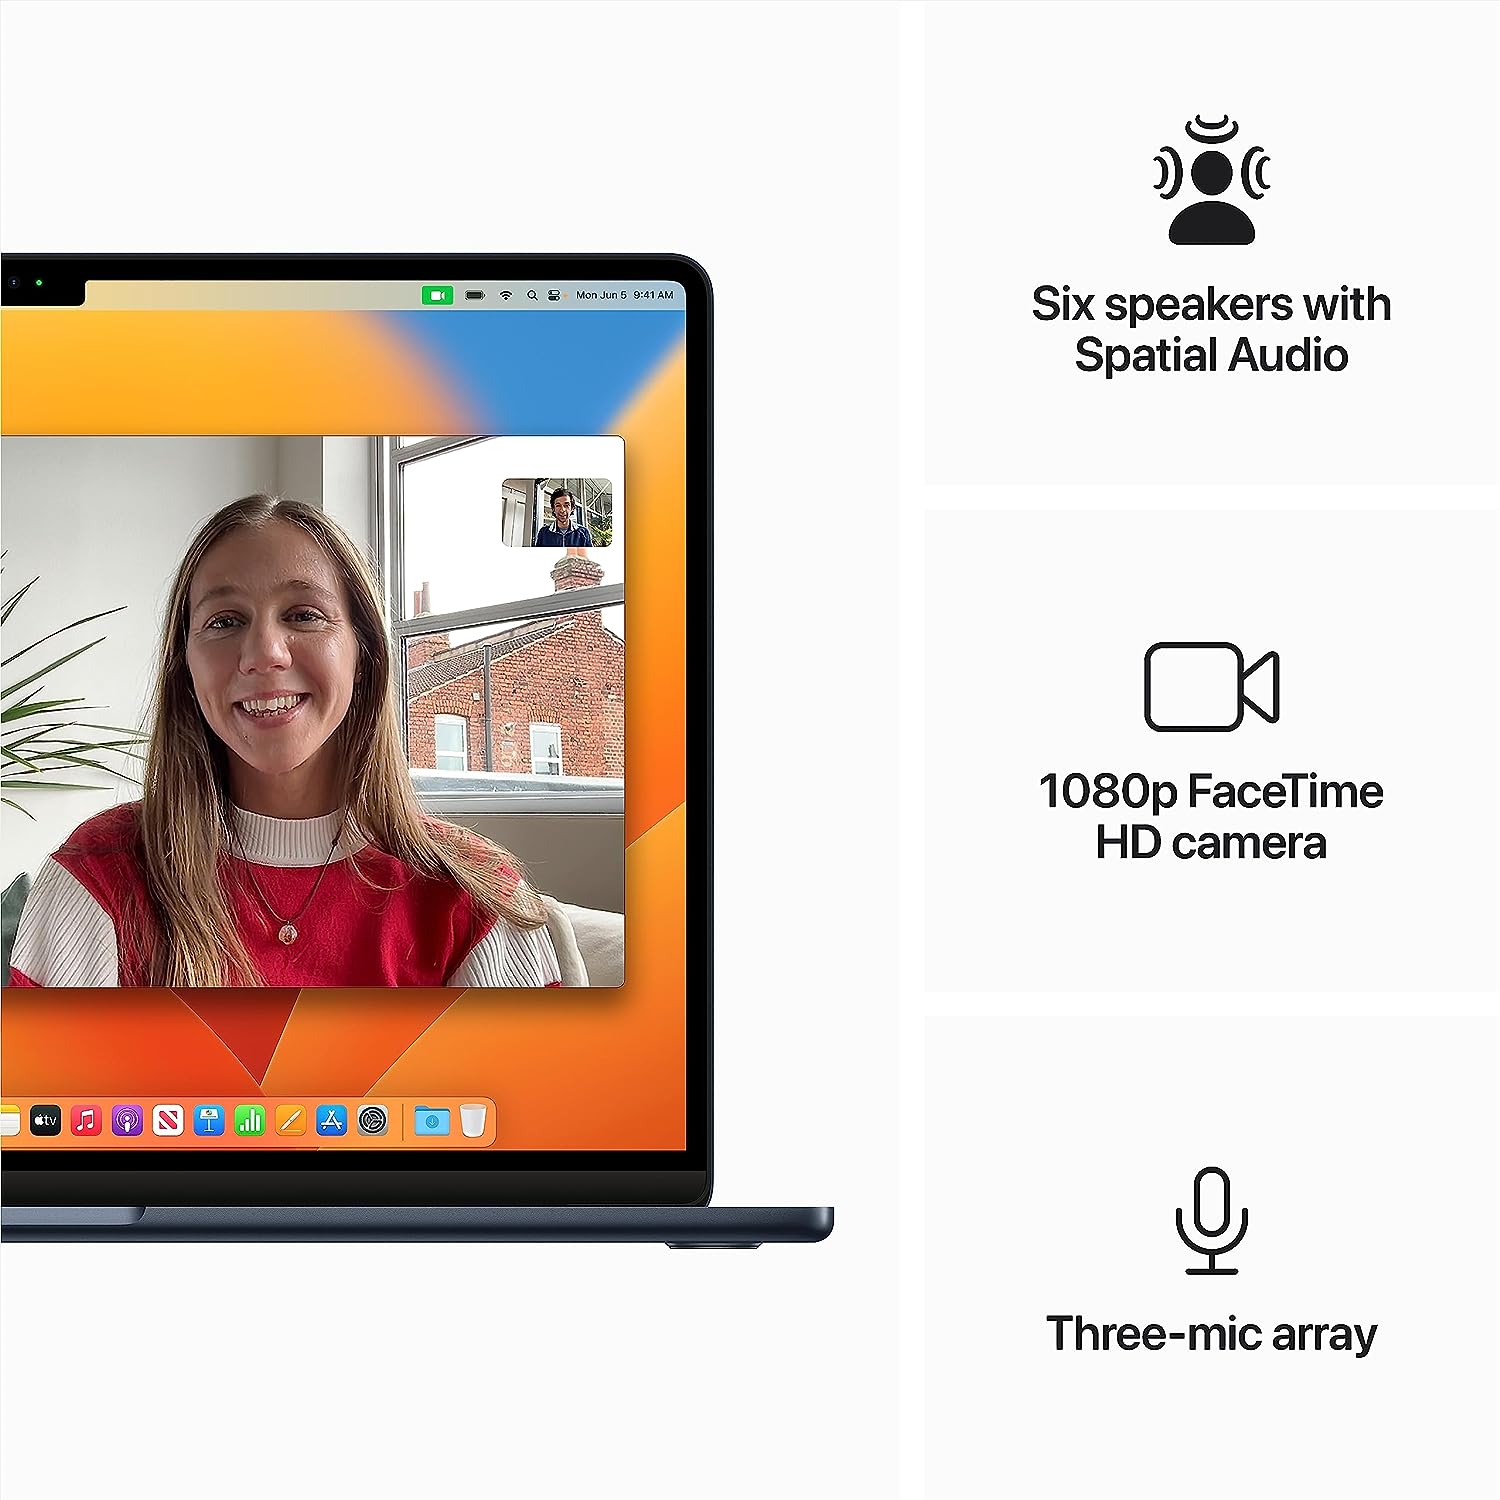 Mon Jun 5 9:41 AM
tv
Six speakers with
Spatial Audio
1080p FaceTime
HD camera
Three-mic array